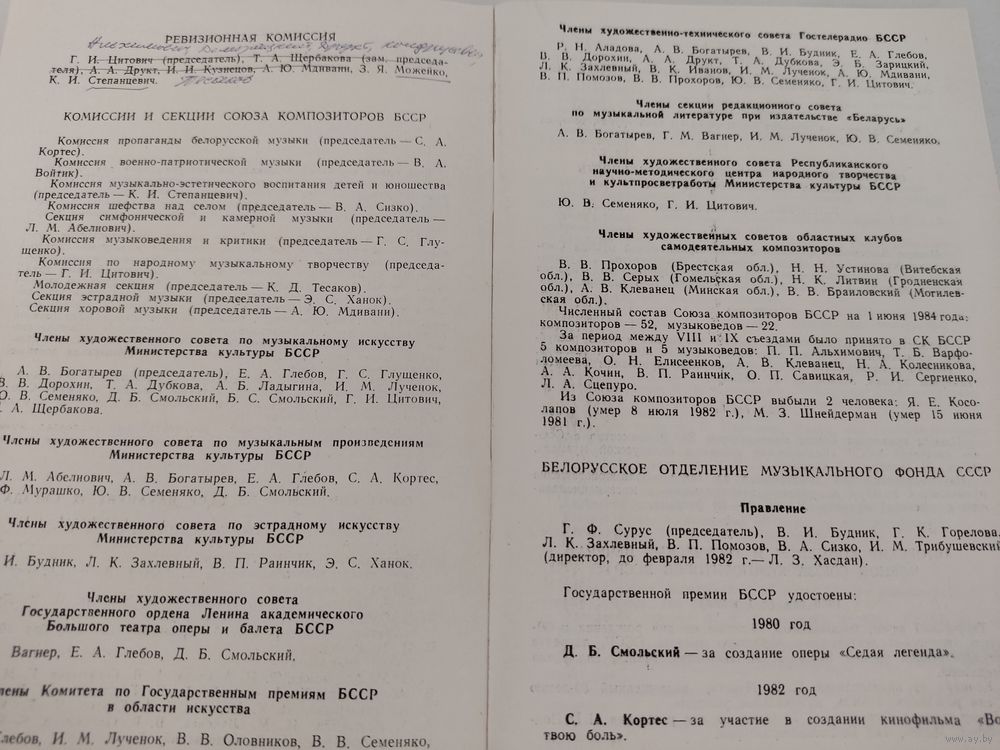 РЕВИЗИОННАЯ КОМИССИЯ
Г. И. Цитович (председатель), Т. А. Щербакова (зам. председа-
теля), А. А. Друкт, И. И. Кузнецов, А. Ю. Мдивани, З. Я. Можейко,
К. И. Степанцевич.
КОМИССИИ И СЕКЦИИ СОЮЗА КОМПОЗИТОРОВ БССР
Комиссия пропаганды белорусской музыки (председатель — С. А.
Кортес).
Комиссия военно-патриотической музыки (председатель — В. А.
Войтик).
Комиссия музыкально-эстетического воспитания детей и юношества
(председатель — К. И. Степанцевич).
Комиссия шефства над селом (председатель — В. А. Сизко).
Секция симфонической и камерной музыки (председатель —
Л. М. Абелиович).
Комиссия музыковедения и критики (председатель — Г. С. Глу-
щенко).
Комиссия по народному музыкальному творчеству (председа-
тель — Г. И. Цитович).
Молодежная секция (председатель — К. Д. Тесаков).
Секция эстрадной музыки (председатель — Э. С. Ханок).
Секция хоровой музыки (председатель — А. Ю. Мдивани).
Члены художественного совета по музыкальному искусству
Министерства культуры БССР
А. В. Богатырев (председатель), Е. А. Глебов, Г. С. Глущенко,
В. В. Дорохин, Т. А. Дубкова, А. Б. Ладыгина, И. М. Лученок,
О. В. Семеняко, Д. Б. Смольский, Б. С. Смольский, Г. И. Цитович,
А. Щербакова.
Члены художественного совета по музыкальным произведениям
Министерства культуры БССР
Л. М. Абелиович, А. В. Богатырев, Е. А. Глебов, С. А. Кортес,
Ф. Мурашко, Ю. В. Семеняко, Д. Б. Смольский.
Члены художественного совета по эстрадному искусству
Министерства культуры БССР
И. Будник, Л. К. Захлевный, В. П. Раинчик, Э. С. Ханок.
Члены художественного совета
Государственного ордена Ленина академического
Большого театра оперы и балета БССР
Вагнер, Е. А. Глебов, Д. Б. Смольский.
лены Комитета по Государственным премиям БССР
в области искусства
лебов, И. М. Лученок, В. В. Оловников, В. В. Семеняко,
Члены художественно-технического совета Гостелерадио БССР
Р. Н. Аладова, А. В. Богатырев, В. И. Будник, Е. А. Глебов,
В. В. Дорохин, А. А. Друкт, Т. А. Дубкова, Э. Б. Зарицкий,
Л. К. Захлевный, В. К. Иванов, И. М. Лученок, А. Ю. Мдивани,
В. П. Помозов, В. В. Прохоров, Ю. В. Семеняко, Г. И. Цитович.
Члены секции редакционного совета
по музыкальной литературе при издательстве «Беларусь»
А. В. Богатырев, Г. М. Вагнер, И. М. Лученок, Ю. В. Семеняко.
Члены художественного совета Республиканского
научно-методического центра народного творчества
и культпросветработы Министерства культуры БССР
Ю. В. Семеняко, Г. И. Цитович.
Члены художественных советов областных клубов
самодеятельных композиторов
В. В. Прохоров (Брестская обл.), Н. Н. Устинова (Витебская
обл.), В. В. Серых (Гомельская обл.), Н. К. Литвин (Гродненская
обл.), А. В. Клеванец (Минская обл.), В. В. Браиловский (Могилев-
ская обл.).
Численный состав Союза композиторов БССР на 1 июня 1984 года:
композиторов — 52, музыковедов — 22.
За период между VIII и IX съездами было принято в СК БССР
5 композиторов и 5 музыковедов: П. П. Альхимович, Т. Б. Варфо-
ломеева, О. Н. Елисеенков, А. В. Клеванец, Н. А. Колесникова,
А. А. Кочин, В. П. Раинчик, О. П. Савицкая, Р. И. Сергиенко,
Л. А. Сцепуро.
Из Союза композиторов БССР выбыли 2 человека: Я. Е. Косо-
лапов (умер 8 июля 1982 г.), М. З. Шнейдерман (умер 15 июня
1981 г.).
БЕЛОРУССКОЕ ОТДЕЛЕНИЕ МУЗЫКАЛЬНОГО ФОНДА СССР
Правление
Г. Ф. Сурус (председатель), В. И. Будник, Г. К. Горелова,
Л. К. Захлевный, В. П. Помозов, В. А. Сизко, И. М. Трибушевский
(директор, до февраля 1982 г.— Л. З. Хасдан).
Государственной премии БССР удостоены:
1980 год
Д. Б. Смольский — за создание оперы «Седая легенда».
1982 год
С. А. Кортес — за участие в создании кинофильма «Во
твою боль».
www.ay.by